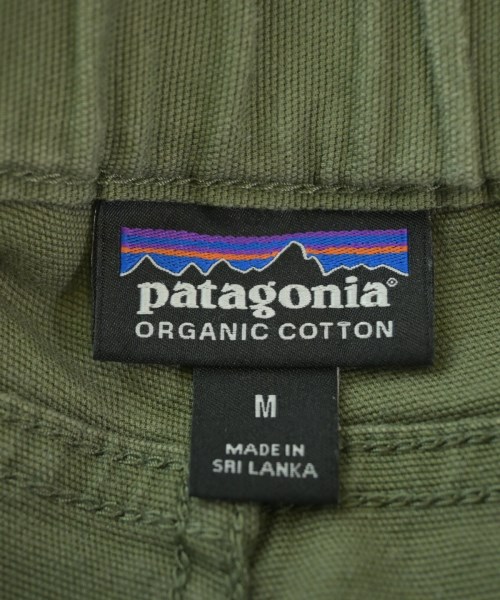 patagonia®
ORGANIC COTTON
M
MADE IN
SRI LANKA